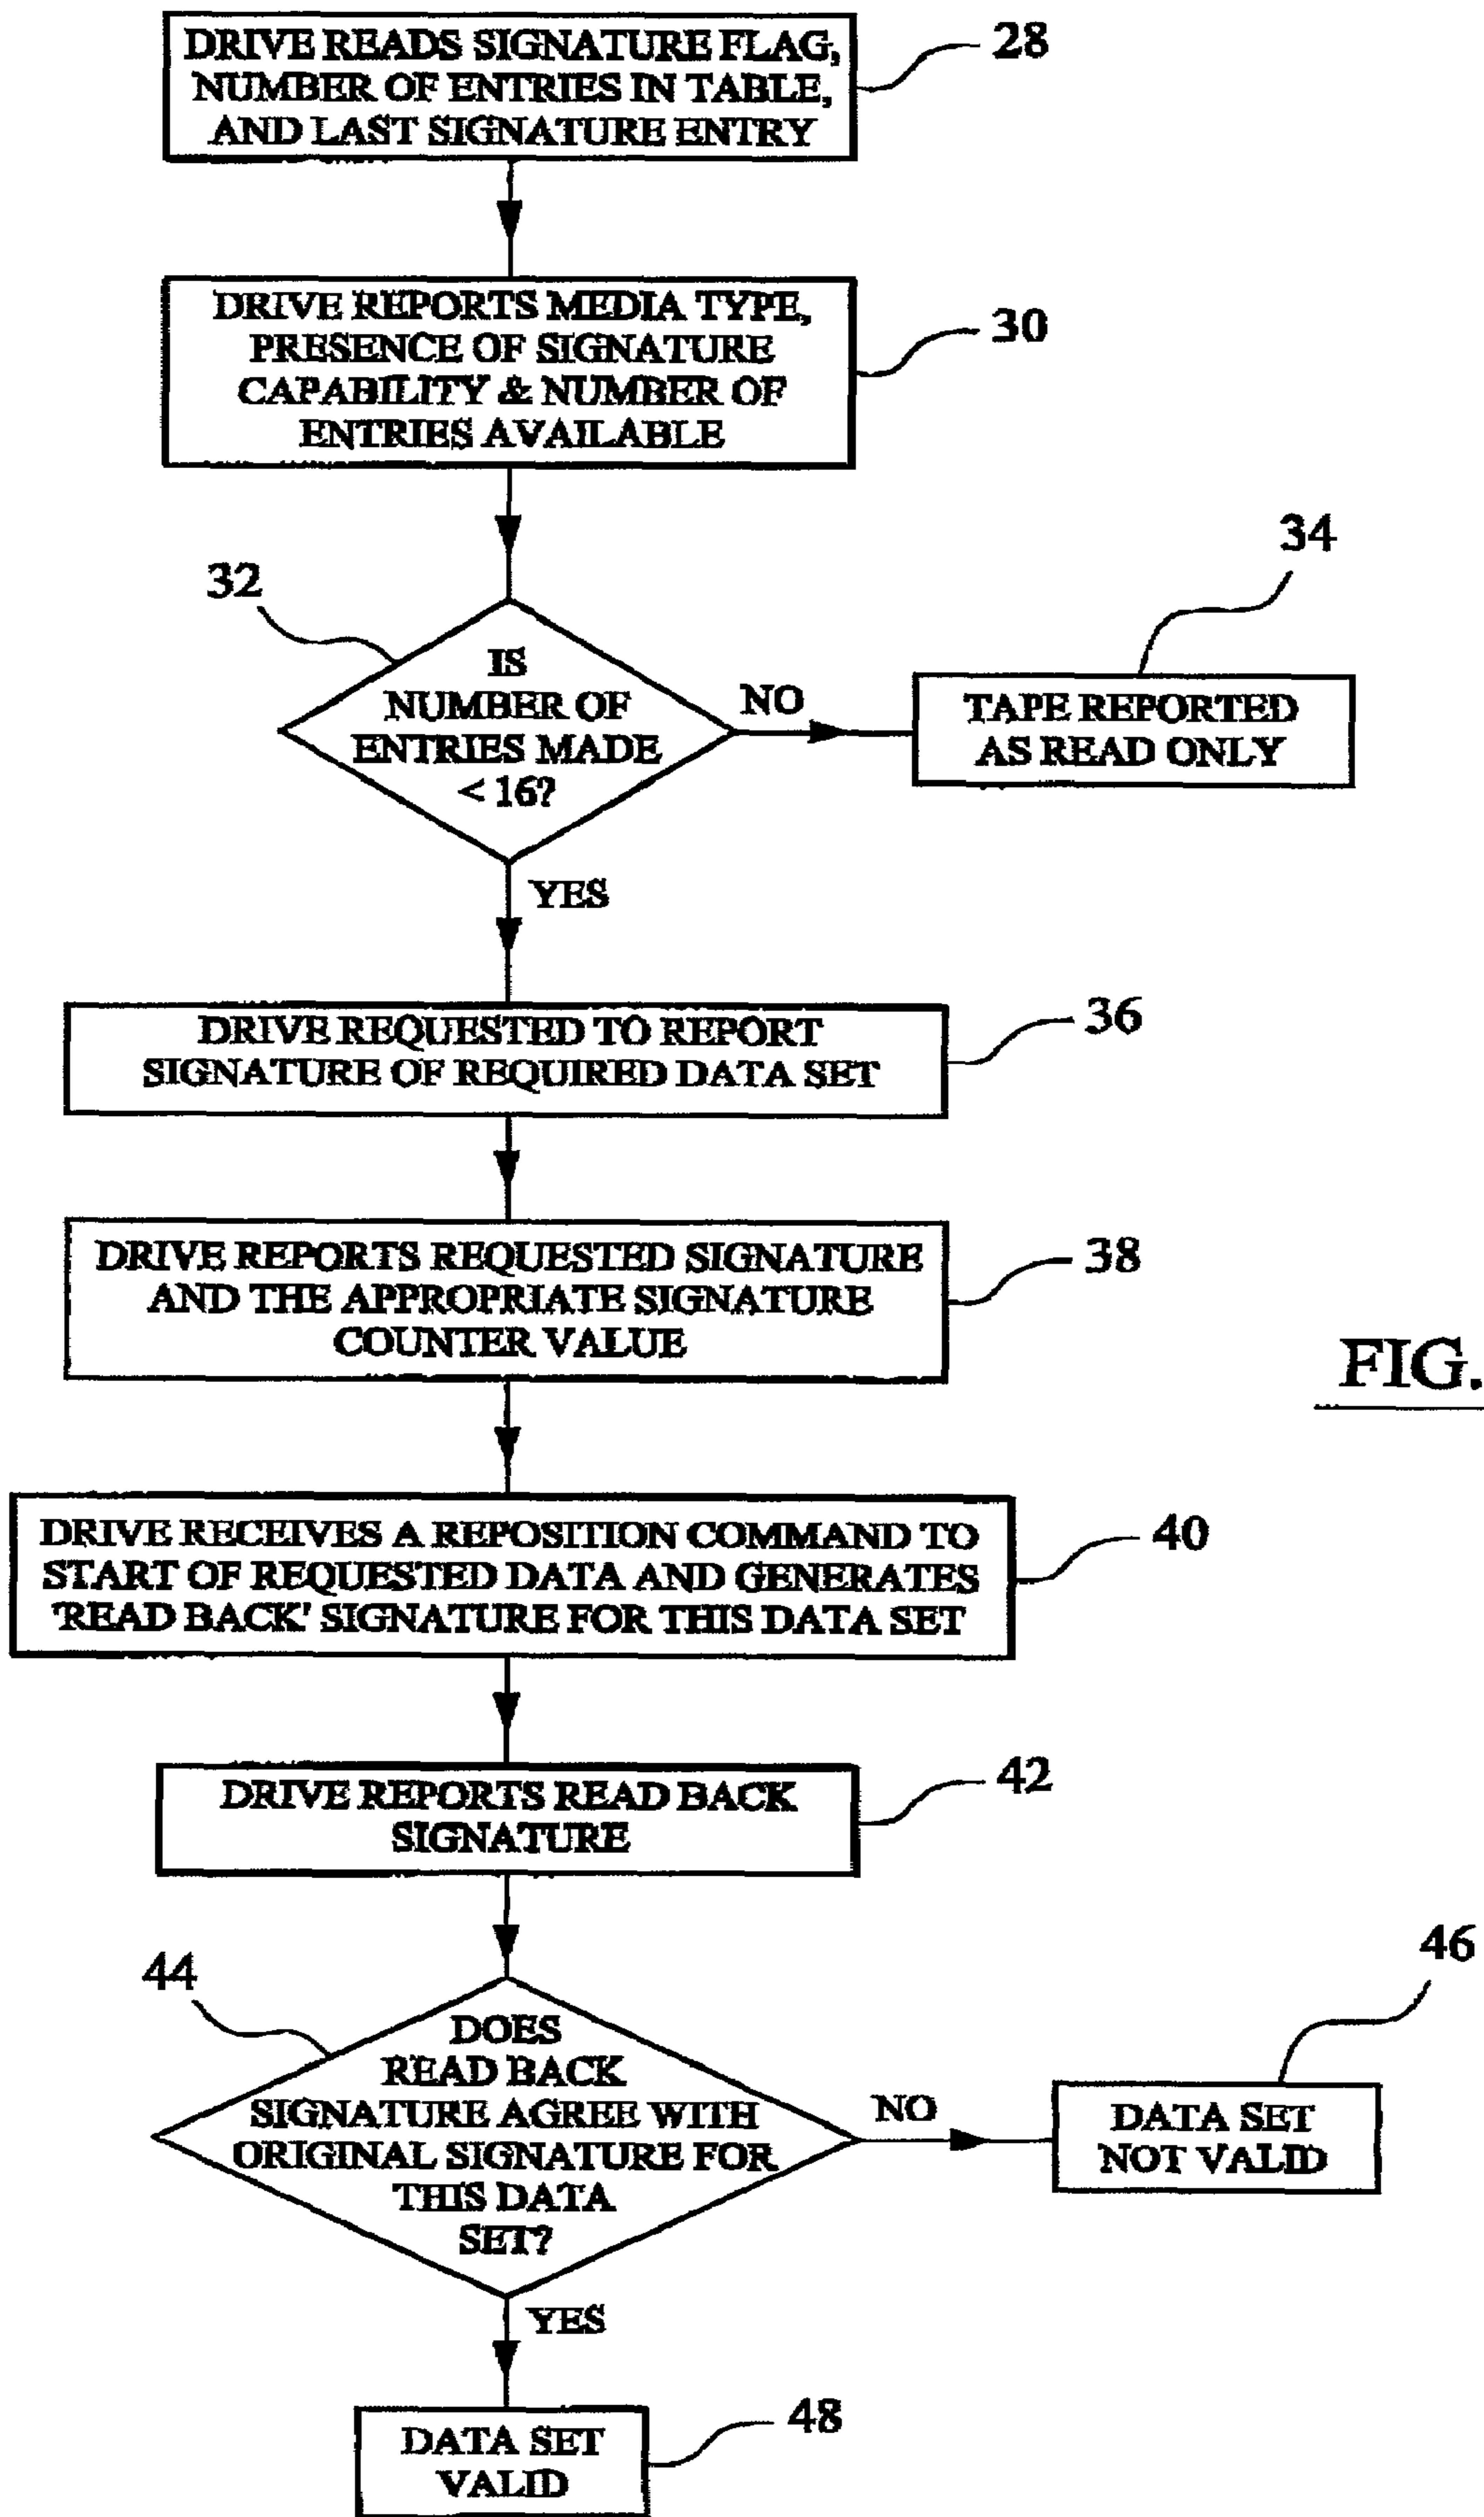 DRIVE READS SIGNATURE FLAG,
NUMBER OF ENTRIES IN TABLE,
AND LAST SIGNATURE ENTRY
28
DRIVE REPORTS MEDIA TYPE,
PRESENCE OF SIGNATURE
CAPABILITY & NUMBER OF
ENTRIES AVAILABLE
30
32
IS
NUMBER OF
ENTRIES MADE
< 16?
NO
34
TAPE REPORTED
AS READ ONLY
YES
DRIVE REQUESTED TO REPORT
SIGNATURE OF REQUIRED DATA SET
36
DRIVE REPORTS REQUESTED SIGNATURE
AND THE APPROPRIATE SIGNATURE
COUNTER VALUE
38
FIG.
DRIVE RECEIVES A REPOSITION COMMAND TO
START OF REQUESTED DATA AND GENERATES
'READ BACK' SIGNATURE FOR THIS DATA SET
40
DRIVE REPORTS READ BACK
SIGNATURE
42
44
DOES
READ BACK
SIGNATURE AGREE WITH
ORIGINAL SIGNATURE FOR
THIS DATA
SET?
NO
46
DATA SET
NOT VALID
YES
DATA SET
VALID
48